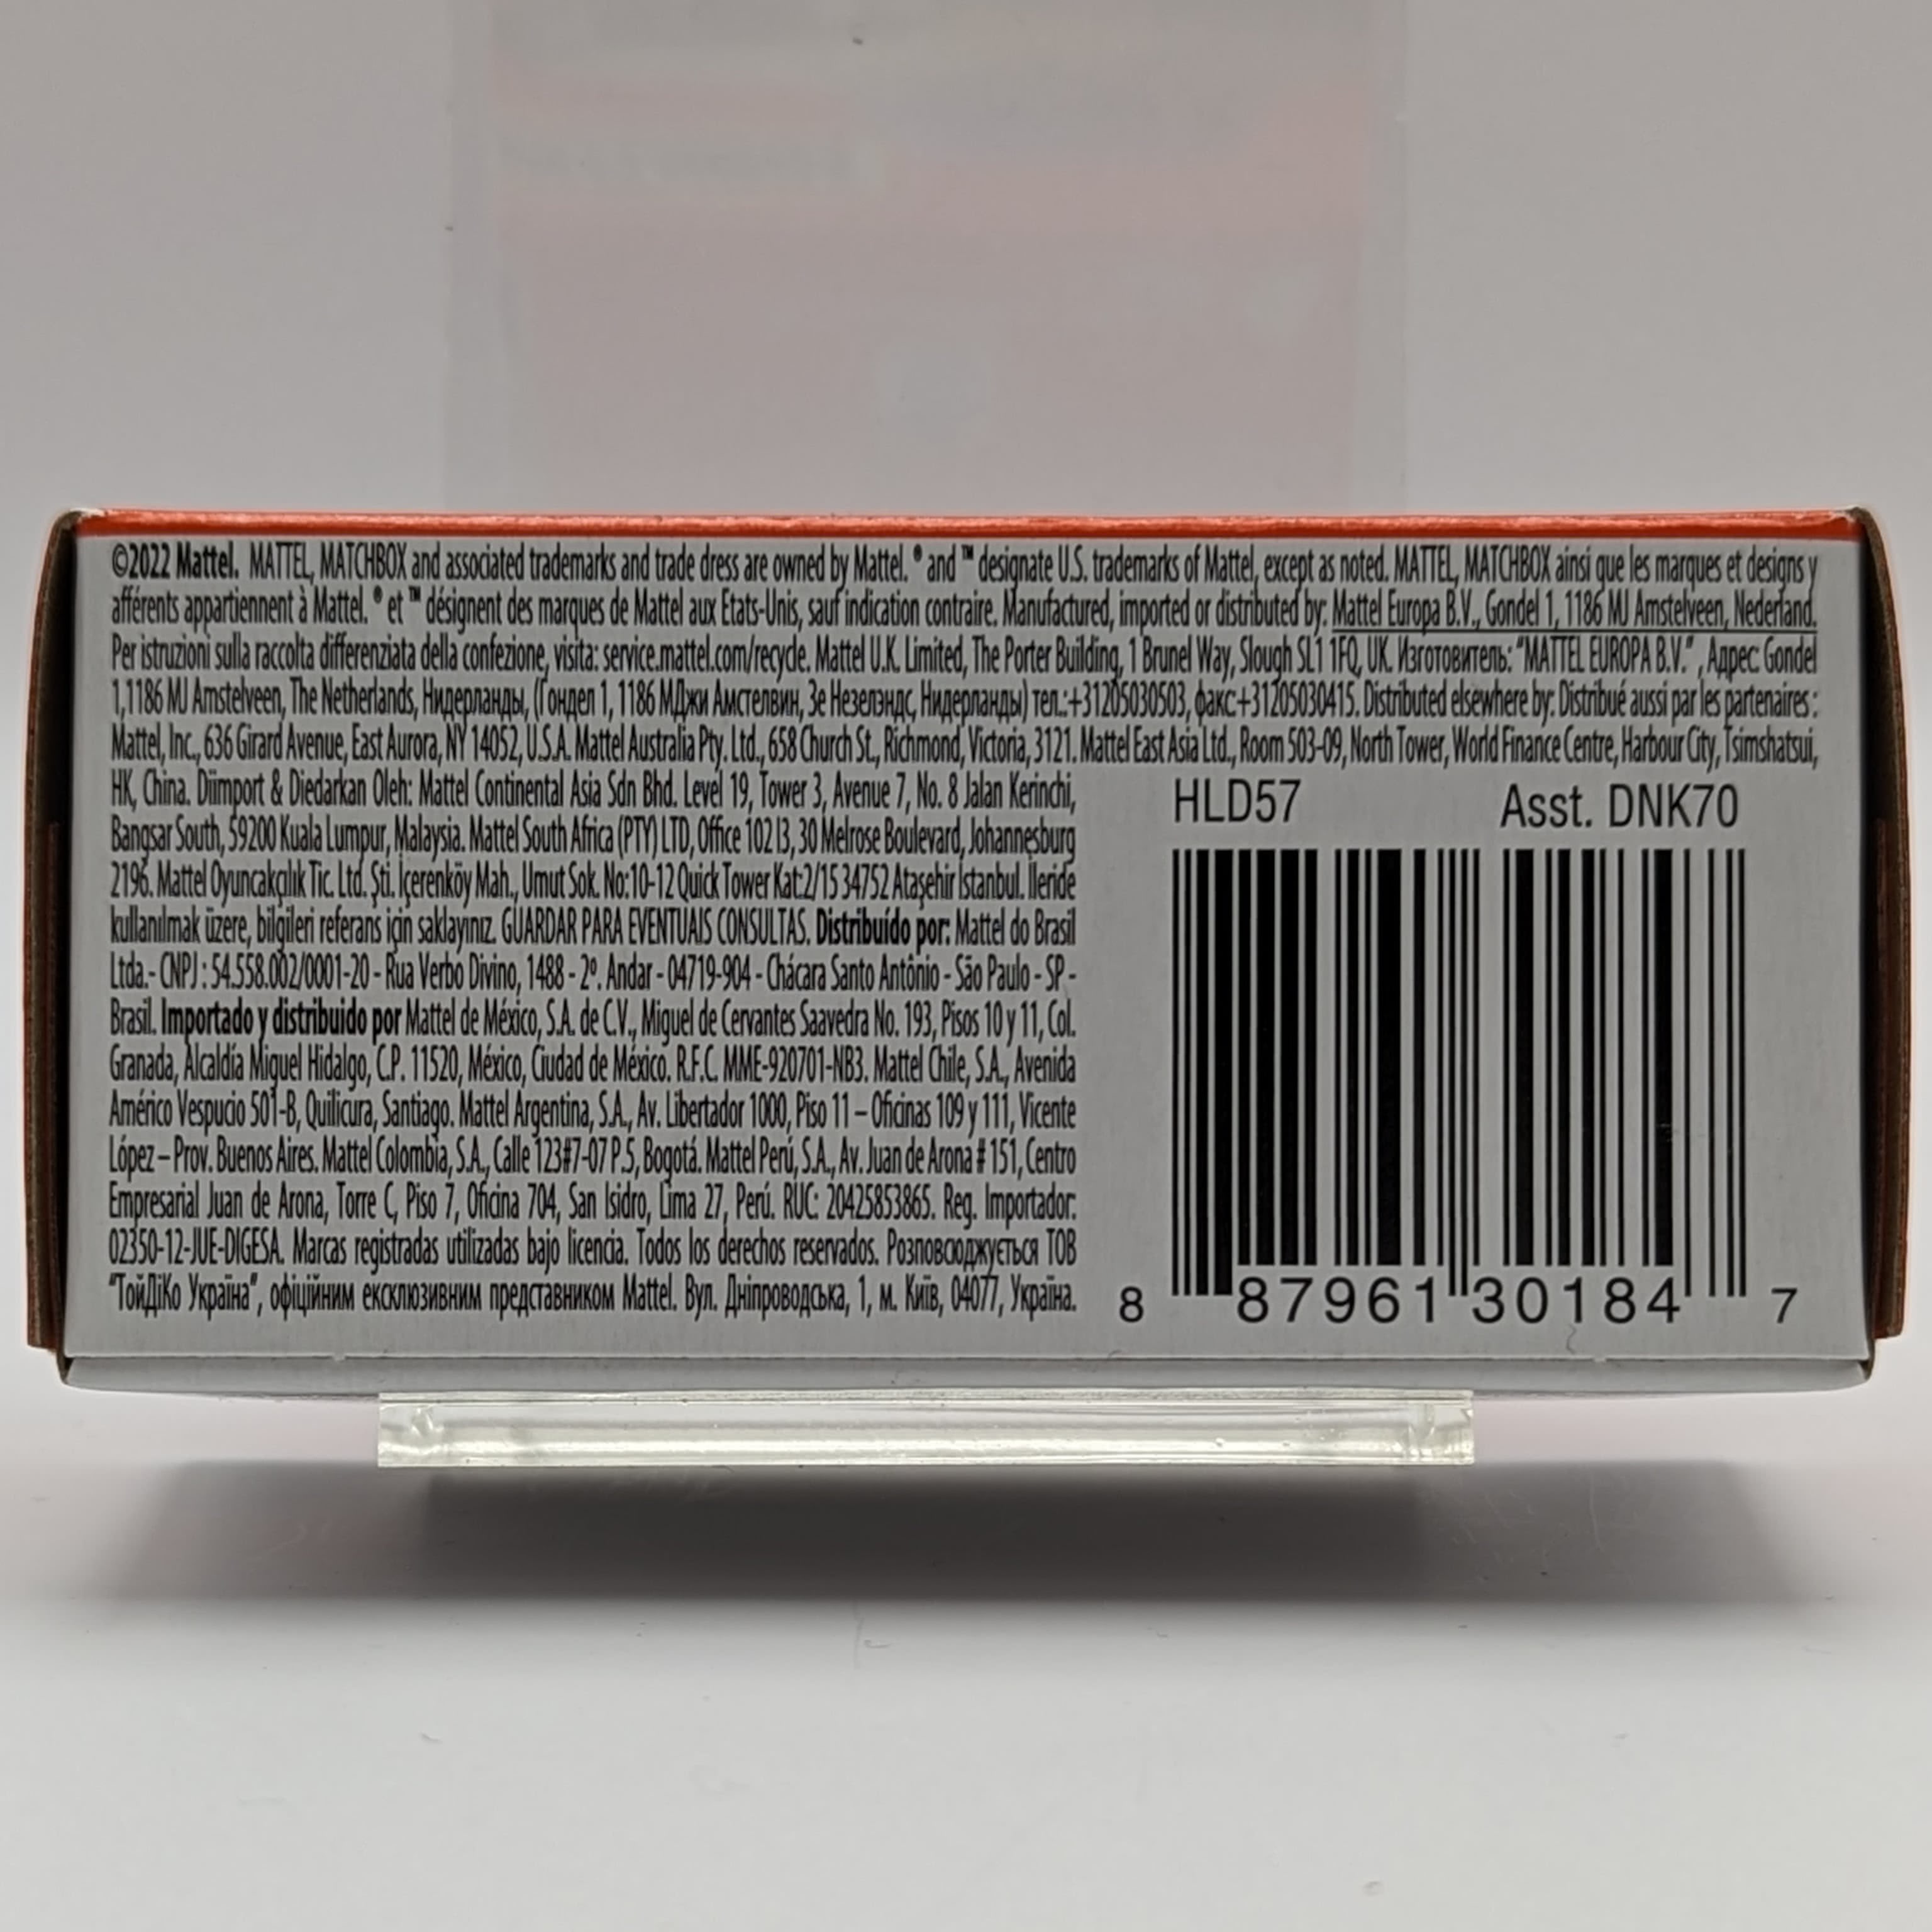 ©2022 Mattel. MATTEL, MATCHBOX and associated trademarks and trade dress are owned by Mattel. ® and ™ designate U.S. trademarks of Mattel, except as noted. MATTEL, MATCHBOX ainsi que les marques et designs y
afférents appartiennent à Mattel. ® et ™ désignent des marques de Mattel aux États-Unis, sauf indication contraire. Manufactured, imported or distributed by: Mattel Europa B.V., Gondel 1, 1186 MJ Amstelveen, Nederland.
Per istruzioni sulla raccolta differenziata della confezione, visita: service.mattel.com/recycle. Mattel U.K. Limited, The Porter Building, 1 Brunel Way, Slough SL1 1FQ, UK. Изготовитель: "MATTEL EUROPA B.V." , Адрес: Gondel
1,1186 MJ Amstelveen, The Netherlands, Нидерланды, (Гондел 1, 1186 МДжи Амстелвин, Зе Незелэндс, Нидерланды) тел.:+31205030503, факс:+31205030415. Distributed elsewhere by: Distribué aussi par les partenaires :
Mattel, Inc., 636 Girard Avenue, East Aurora, NY 14052, U.S.A. Mattel Australia Pty. Ltd., 658 Church St., Richmond, Victoria, 3121. Mattel East Asia Ltd., Room 503-09, North Tower, World Finance Centre, Harbour City, Tsimshatsui,
HK, China. Diimport & Diedarkan Oleh: Mattel Continental Asia Sdn Bhd. Level 19, Tower 3, Avenue 7, No. 8 Jalan Kerinchi,
Bangsar South, 59200 Kuala Lumpur, Malaysia. Mattel South Africa (PTY) LTD, Office 102 I3, 30 Melrose Boulevard, Johannesburg
2196. Mattel Oyuncakçılık Tic. Ltd. Şti. İçerenköy Mah., Umut Sok. No:10-12 Quick Tower Kat:2/15 34752 Ataşehir İstanbul. İleride
kullanılmak üzere, bilgileri referans için saklayınız. GUARDAR PARA EVENTUAIS CONSULTAS. Distribuído por: Mattel do Brasil
Ltda.- CNPJ : 54.558.002/0001-20 - Rua Verbo Divino, 1488 - 2º. Andar - 04719-904 - Chácara Santo Antônio - São Paulo - SP -
Brasil. Importado y distribuido por Mattel de México, S.A. de C.V., Miguel de Cervantes Saavedra No. 193, Pisos 10 y 11, Col.
Granada, Alcaldía Miguel Hidalgo, C.P. 11520, México, Ciudad de México. R.F.C. MME-920701-NB3. Mattel Chile, S.A., Avenida
Américo Vespucio 501-B, Quilicura, Santiago. Mattel Argentina, S.A., Av. Libertador 1000, Piso 11 – Oficinas 109 y 111, Vicente
López – Prov. Buenos Aires. Mattel Colombia, S.A., Calle 123#7-07 P.5, Bogotá. Mattel Perú, S.A., Av. Juan de Arona # 151, Centro
Empresarial Juan de Arona, Torre C, Piso 7, Oficina 704, San Isidro, Lima 27, Perú. RUC: 20425853865. Reg. Importador:
02350-12-JUE-DIGESA. Marcas registradas utilizadas bajo licencia. Todos los derechos reservados. Розповсюджується ТОВ
"ТойДіКо Україна", офіційним ексклюзивним представником Mattel. Вул. Дніпроводська, 1, м. Київ, 04077, Україна.
HLD57 Asst. DNK70
8 87961 30184 7